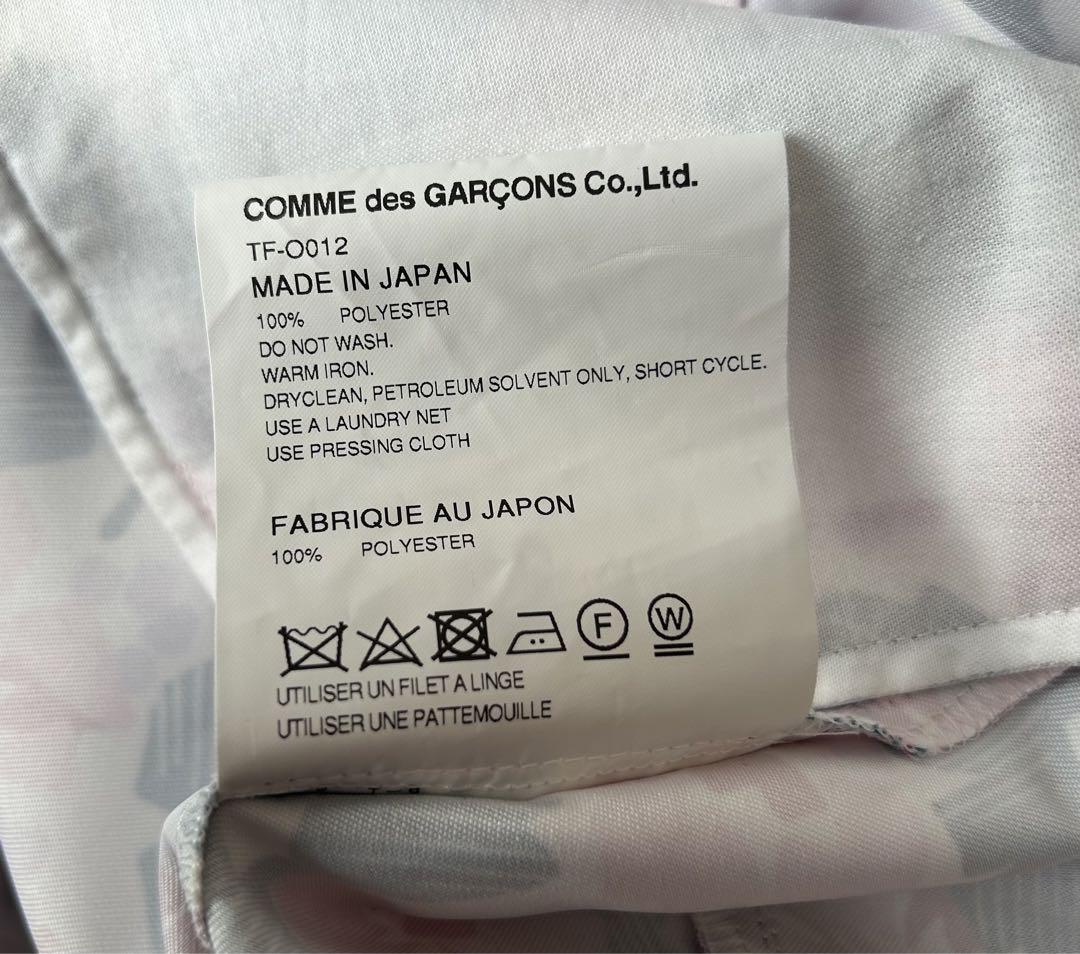 COMME des GARÇONS Co.,Ltd.
TF-O012
MADE IN JAPAN
100% POLYESTER
DO NOT WASH.
WARM IRON.
DRYCLEAN, PETROLEUM SOLVENT ONLY, SHORT CYCLE.
USE A LAUNDRY NET
USE PRESSING CLOTH
FABRIQUE AU JAPON
100% POLYESTER
F W
UTILISER UN FILET A LINGE
UTILISER UNE PATTEMOUILLE